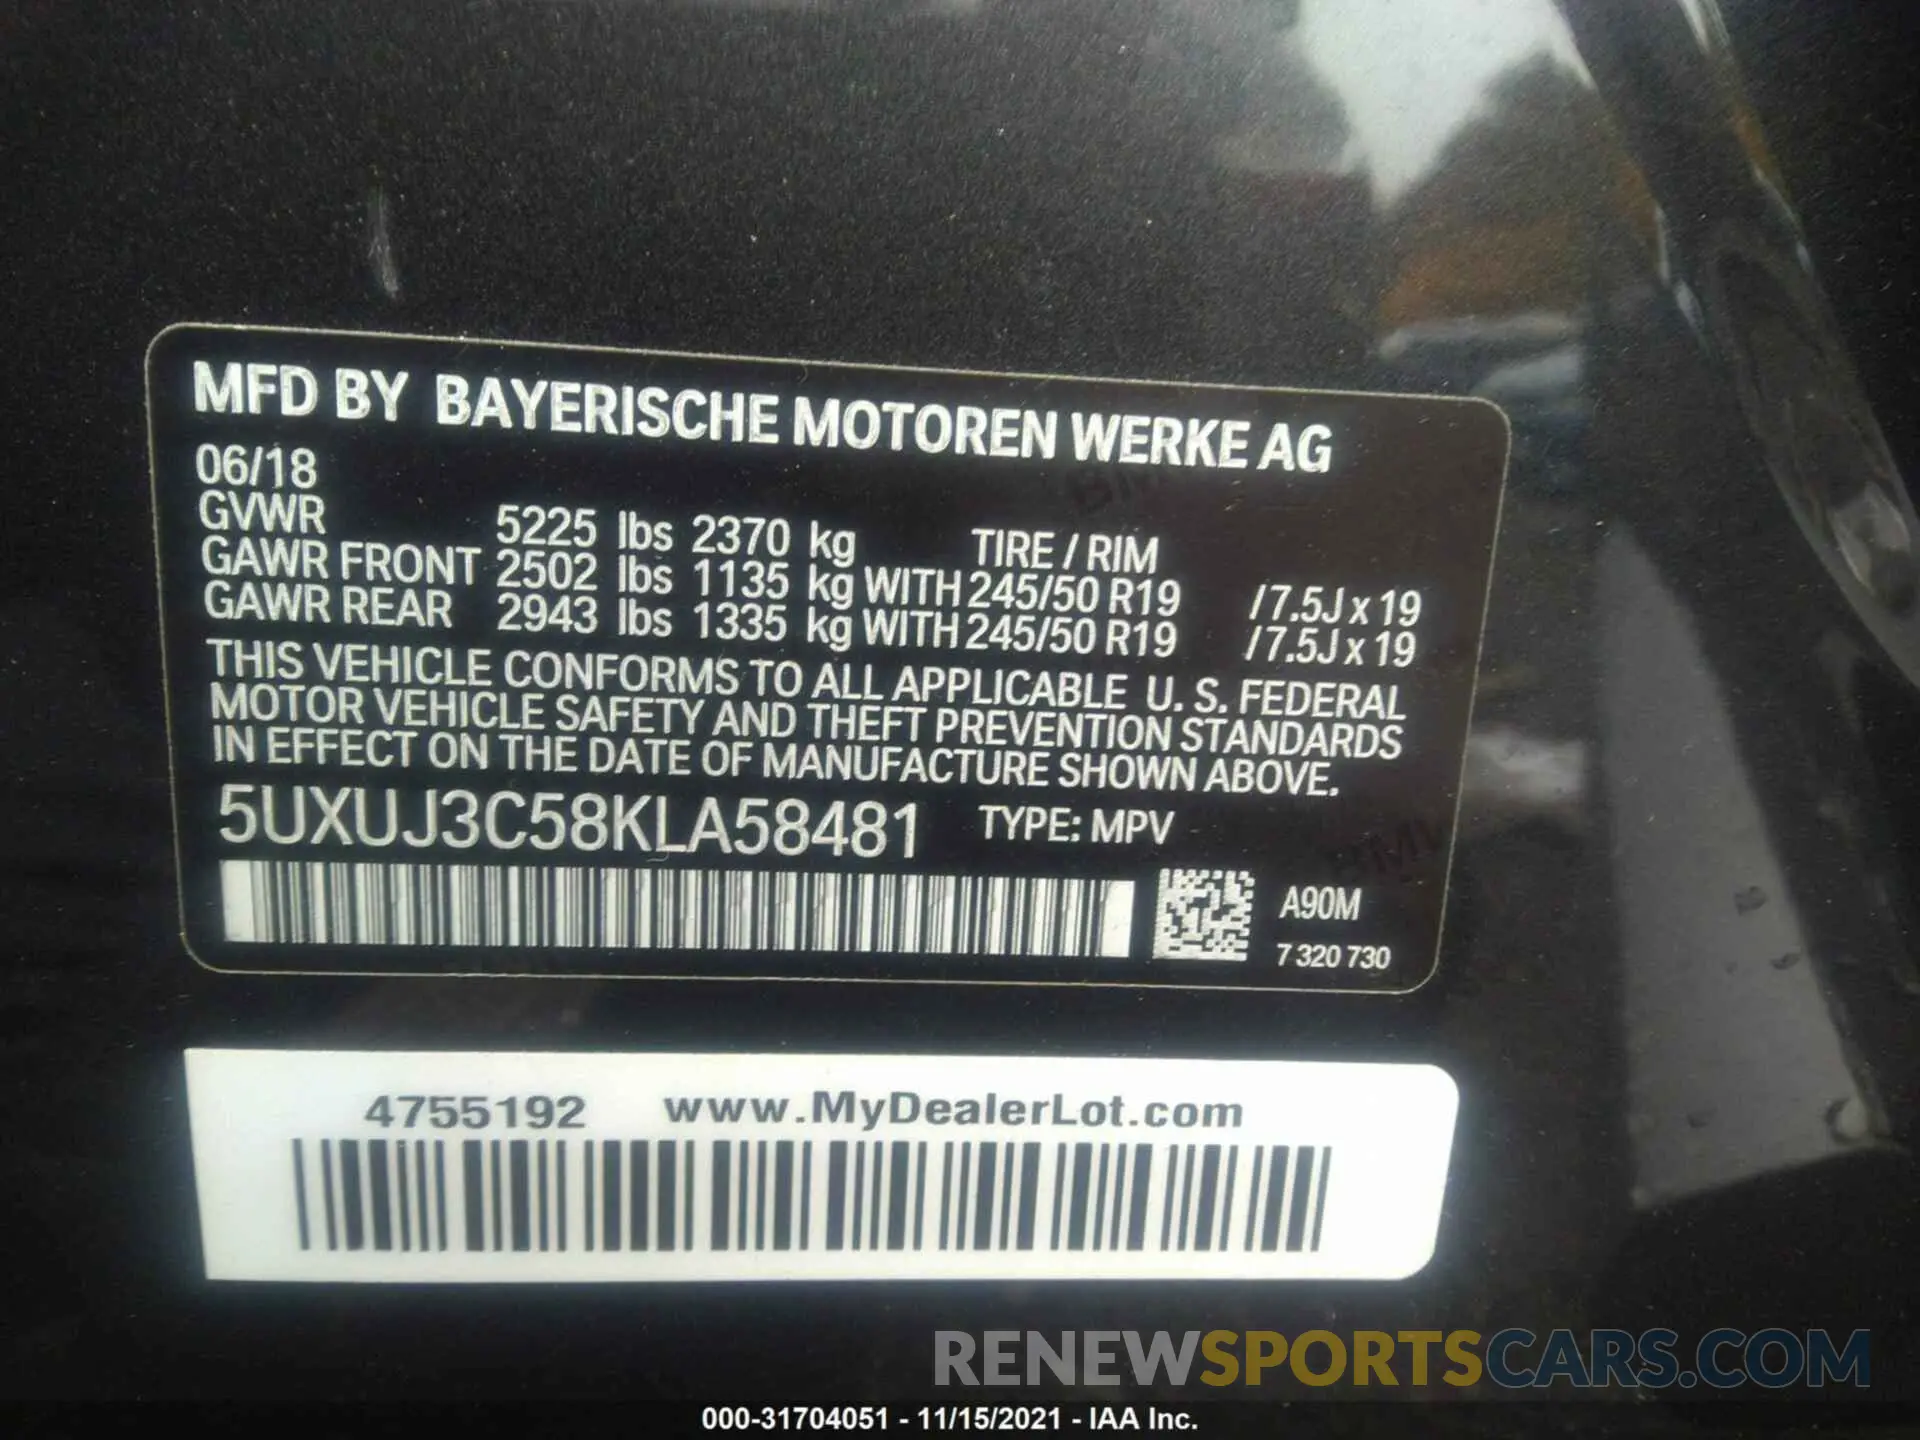 MFD BY BAYERISCHE MOTOREN WERKE AG
06/18
GVWR 5225 lbs 2370 kg TIRE / RIM
GAWR FRONT 2502 lbs 1135 kg WITH 245/50 R19 / 7.5J x 19
GAWR REAR 2943 lbs 1335 kg WITH 245/50 R19 / 7.5J x 19
THIS VEHICLE CONFORMS TO ALL APPLICABLE U. S. FEDERAL
MOTOR VEHICLE SAFETY AND THEFT PREVENTION STANDARDS
IN EFFECT ON THE DATE OF MANUFACTURE SHOWN ABOVE.
5UXUJ3C58KLA58481 TYPE: MPV
A90M
7 320 730
4755192 www.MyDealerLot.com
RENEWSPORTSCARS.COM
000-31704051 - 11/15/2021 - IAA Inc.